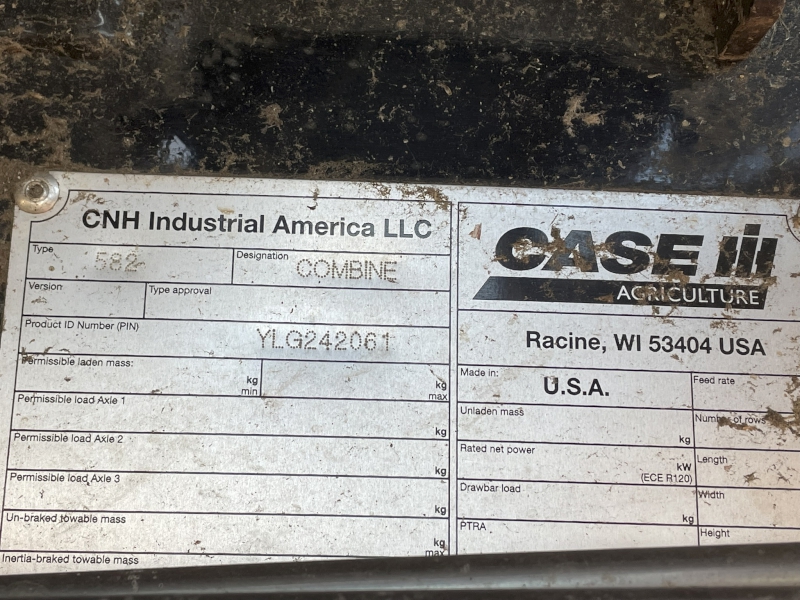 CNH Industrial America LLC
Type 582
Designation COMBINE
Version 1
Type approval
Product ID Number (PIN) YLG242061
Permissible laden mass:
kg min
kg max
Permissible load Axle 1
kg
Permissible load Axle 2
kg
Permissible load Axle 3
kg
Un-braked towable mass
kg max
Inertia-braked towable mass
CASE IH
AGRICULTURE
Racine, WI 53404 USA
Made in: U.S.A.
Feed rate
Unladen mass
kg
Number of rows
Rated net power
kW
(ECE R120)
Length
Drawbar load
kg
Width
PTRA
Height